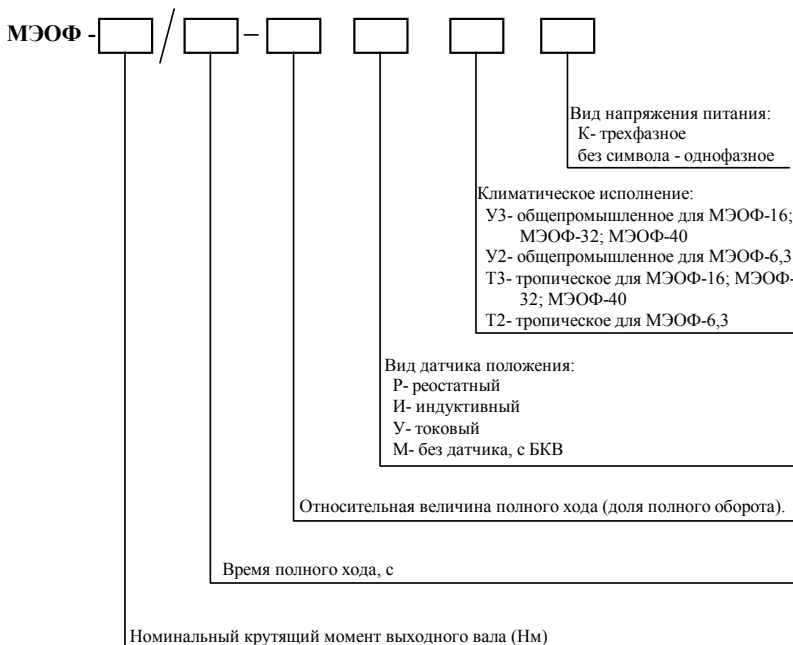 МЭОФ - / –
Вид напряжения питания:
К- трехфазное
без символа - однофазное
Климатическое исполнение:
У3- общепромышленное для МЭОФ-16;
МЭОФ-32; МЭОФ-40
У2- общепромышленное для МЭОФ-6,3
Т3- тропическое для МЭОФ-16; МЭОФ-
32; МЭОФ-40
Т2- тропическое для МЭОФ-6,3
Вид датчика положения:
Р- реостатный
И- индуктивный
У- токовый
М- без датчика, с БКВ
Относительная величина полного хода (доля полного оборота).
Время полного хода, с
Номинальный крутящий момент выходного вала (Нм)